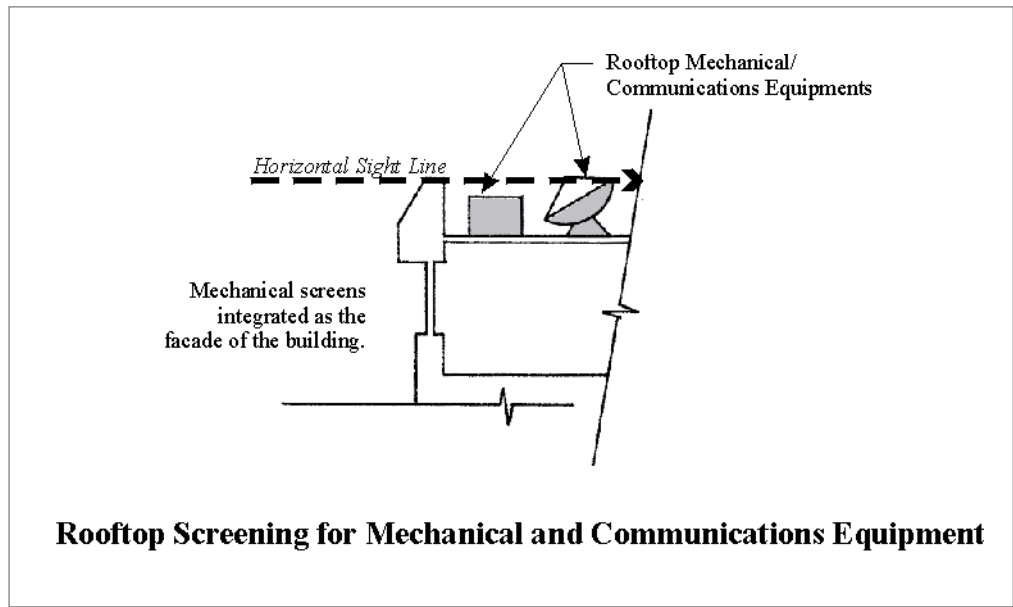 Rooftop Mechanical/
Communications Equipments
Horizontal Sight Line
Mechanical screens
integrated as the
facade of the building.
Rooftop Screening for Mechanical and Communications Equipment